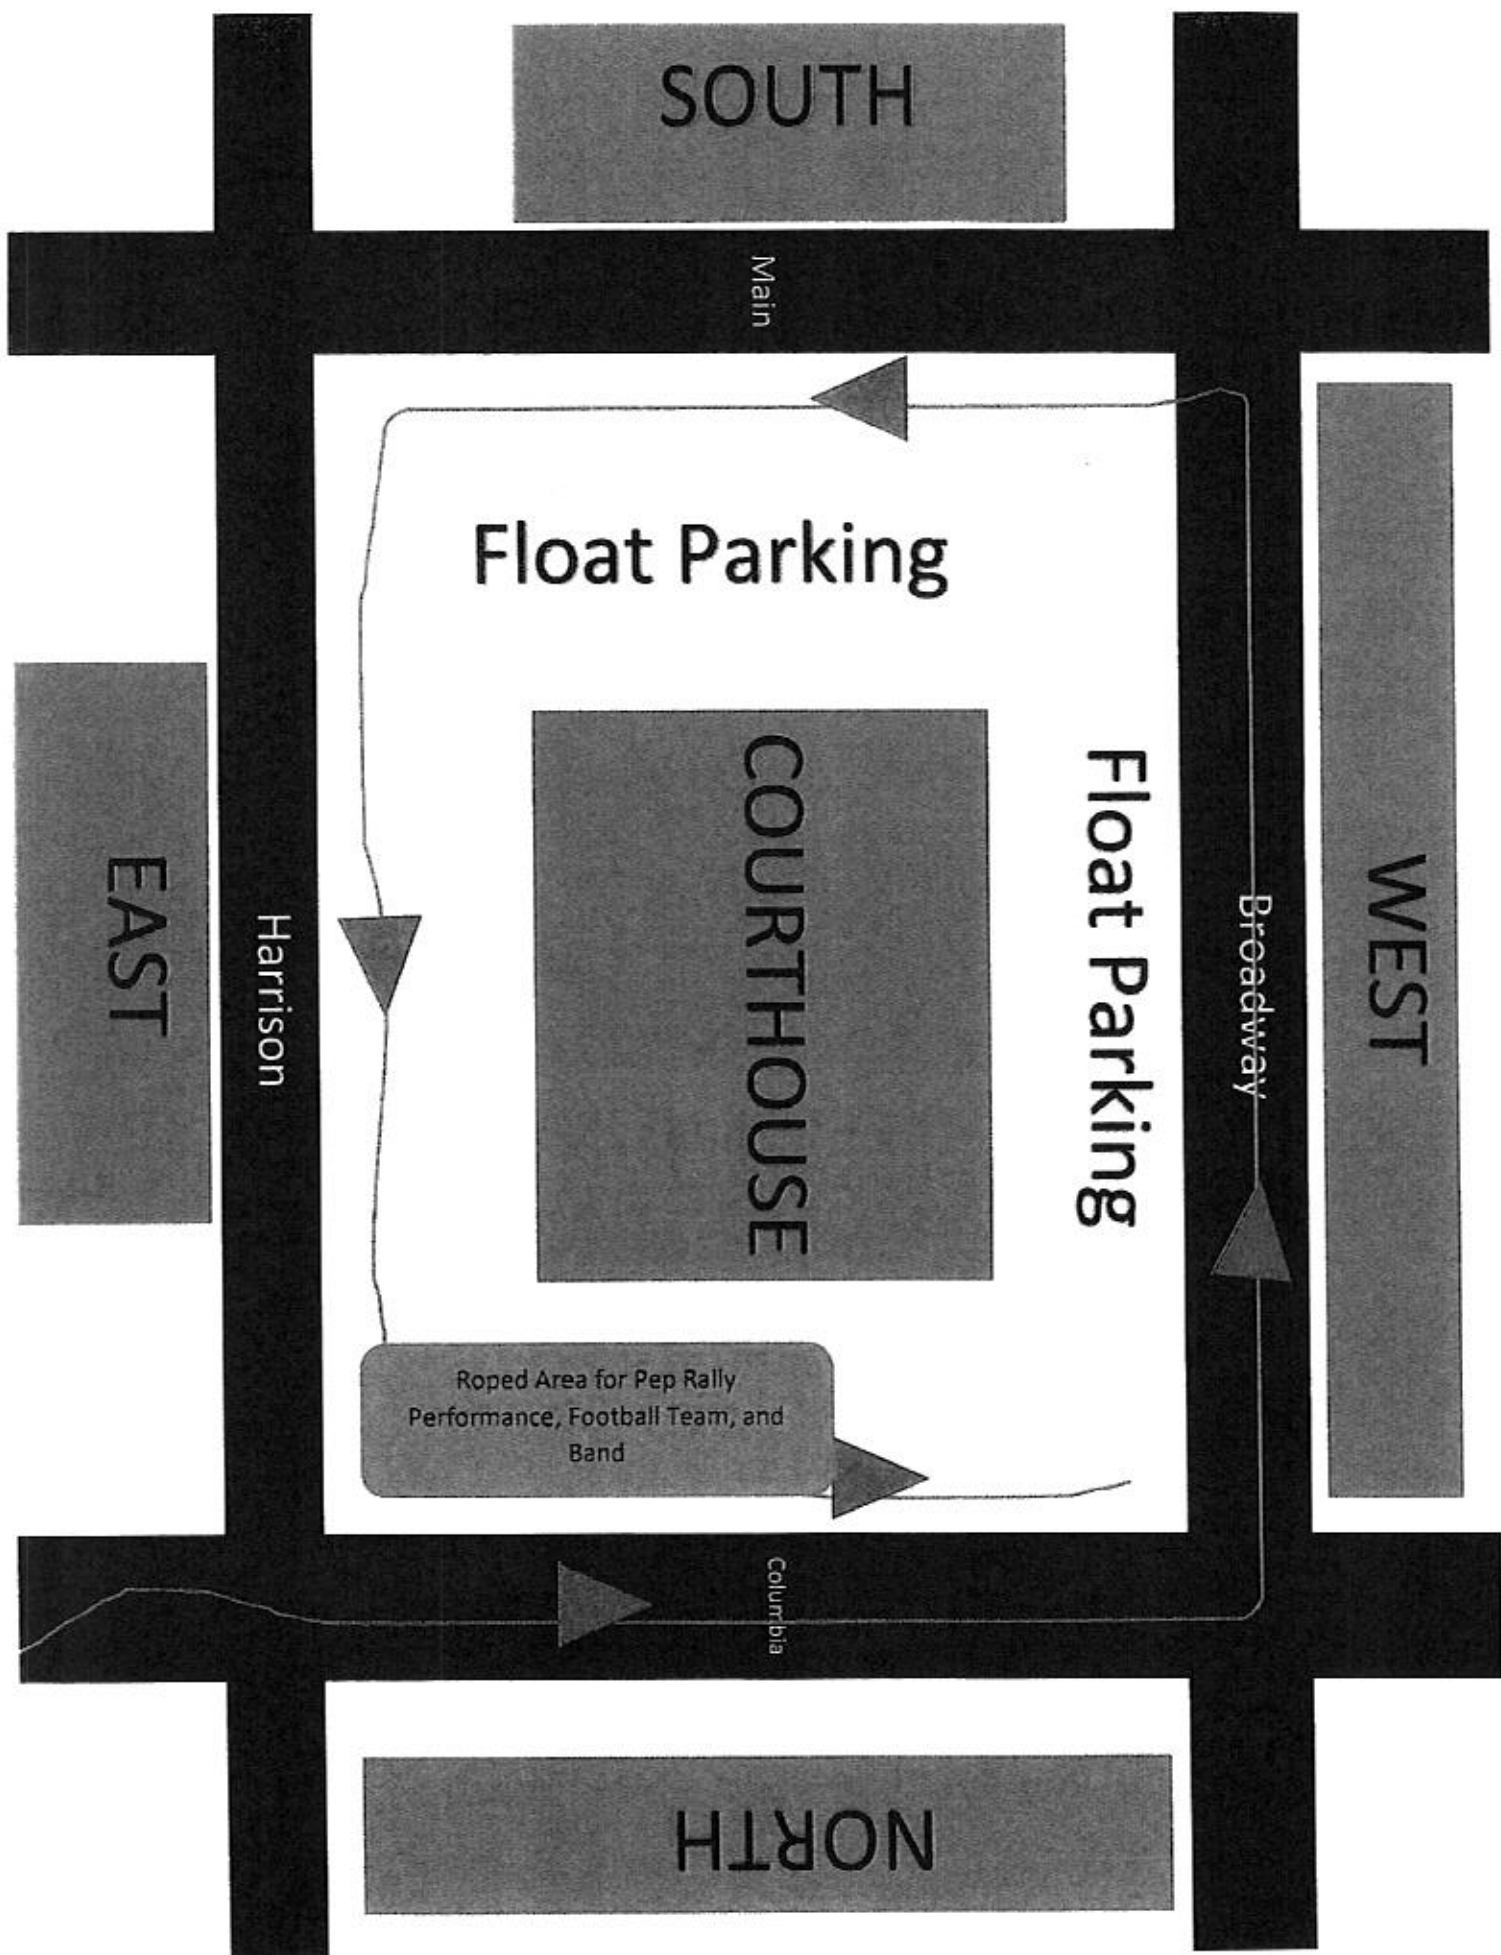 SOUTH
Main
Float Parking
COURTHOUSE
Float Parking
Broadway
WEST
EAST
Harrison
Roped Area for Pep Rally
Performance, Football Team, and
Band
Columbia
NORTH